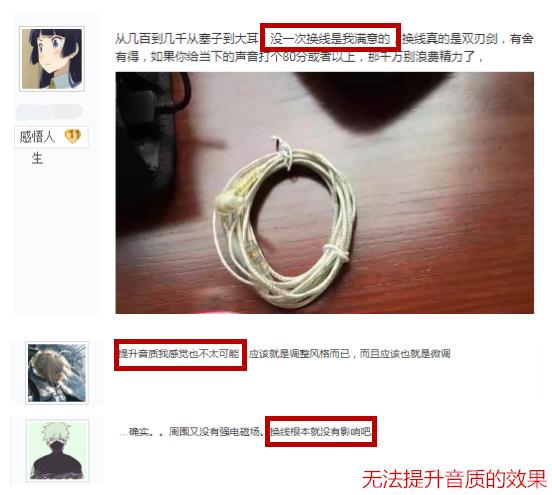 从几百到几千从塞子到大耳，没一次换线是我满意的，换线真的是双刃剑，有舍
有得，如果你给当下的声音打个80分或者以上，那千万别浪费精力了，
感悟人 11
生
提升音质我感觉也不太可能，应该就是调整风格而已，而且应该也就是微调
…确实。。周围又没有强电磁场。换线根本就没有影响吧
无法提升音质的效果